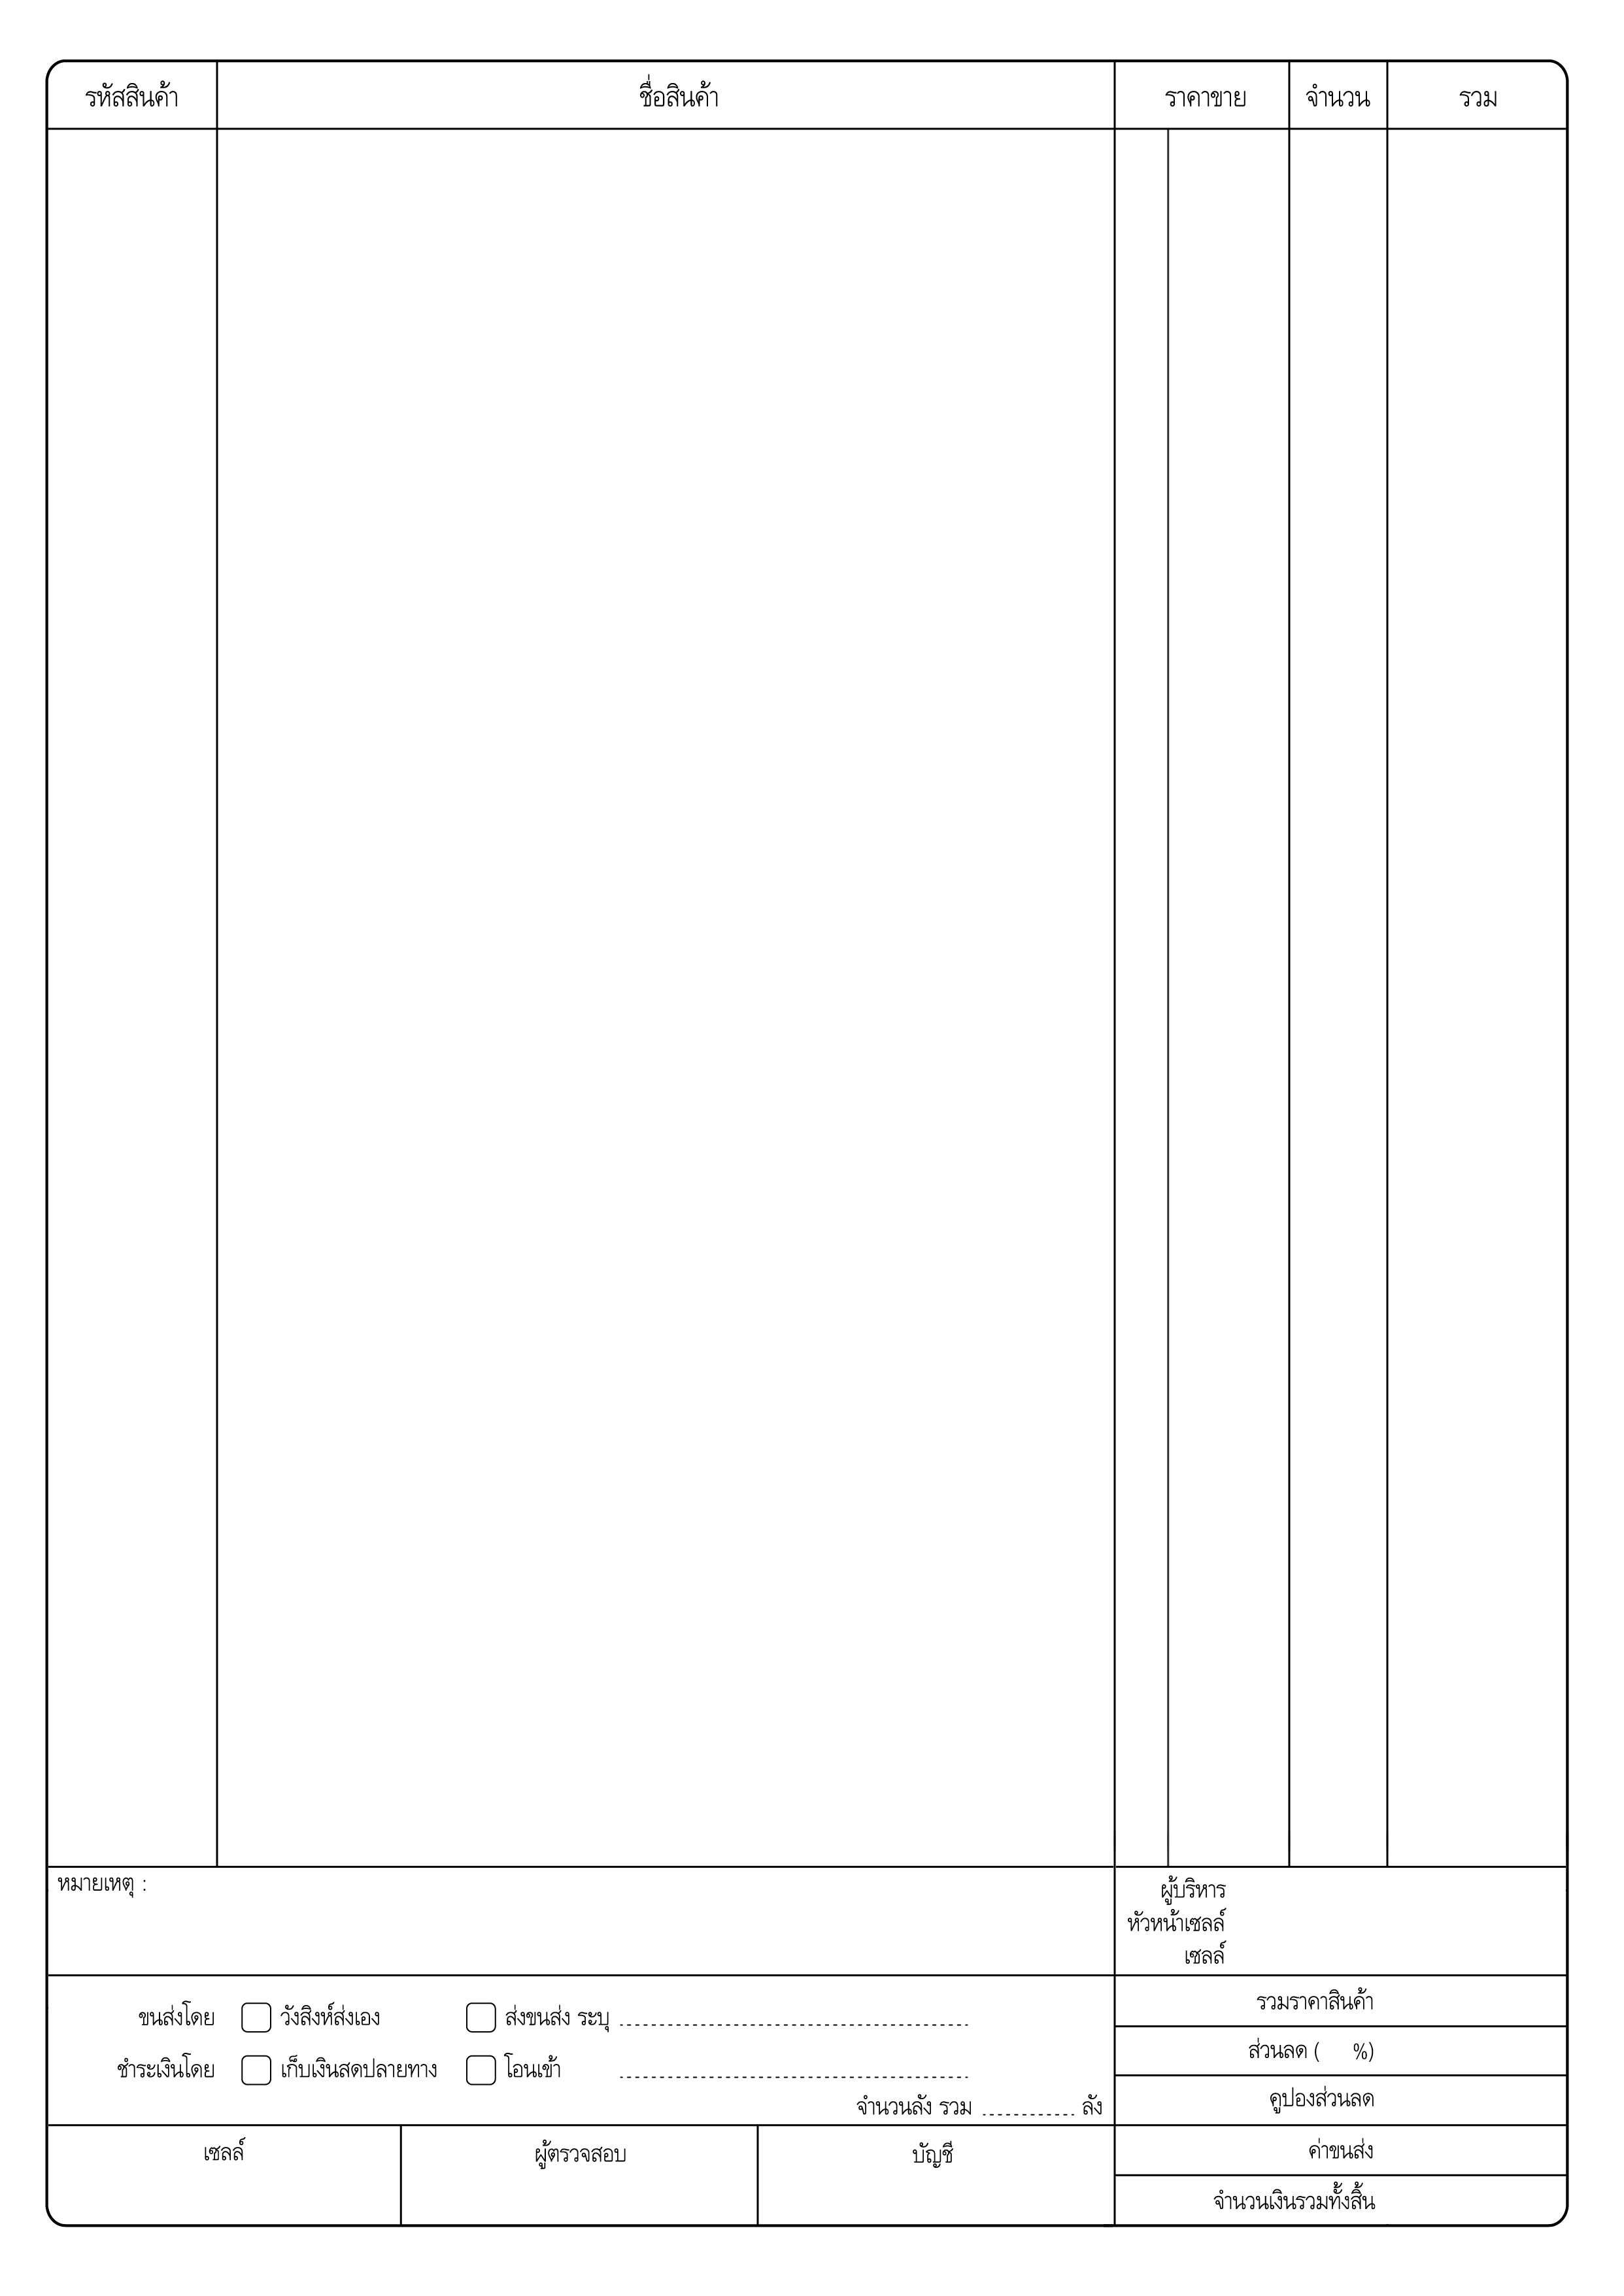 รหัสสินค้า ชื่อสินค้า ราคาขาย จำนวน รวม
หมายเหตุ :
ผู้บริหาร
หัวหน้าเซลล์
เซลล์
ขนส่งโดย วังสิงห์ส่งเอง ส่งขนส่ง ระบุ
ชำระเงินโดย เก็บเงินสดปลายทาง โอนเข้า
จำนวนลัง รวม ลัง
รวมราคาสินค้า
ส่วนลด ( %)
คูปองส่วนลด
ค่าขนส่ง
จำนวนเงินรวมทั้งสิ้น
เซลล์ ผู้ตรวจสอบ บัญชี